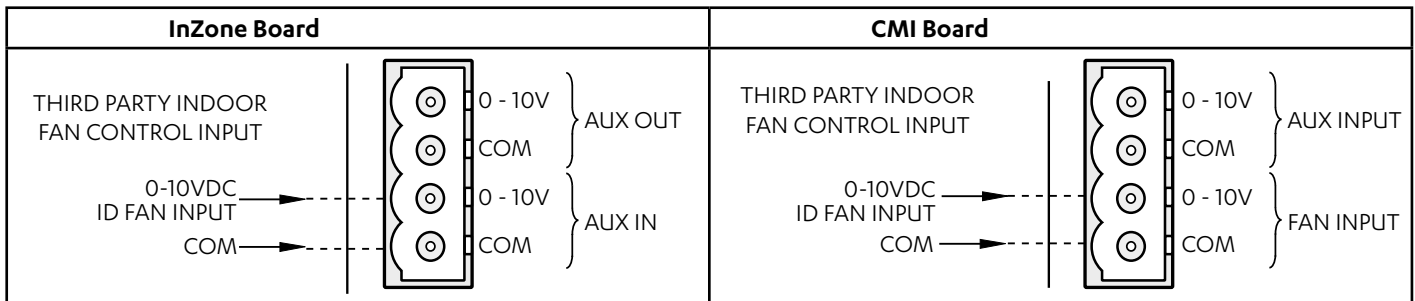 InZone Board
THIRD PARTY INDOOR
FAN CONTROL INPUT
0-10VDC
ID FAN INPUT
COM
0 - 10V
COM
AUX OUT
0 - 10V
COM
AUX IN
CMI Board
THIRD PARTY INDOOR
FAN CONTROL INPUT
0-10VDC
ID FAN INPUT
COM
0 - 10V
COM
AUX INPUT
0 - 10V
COM
FAN INPUT